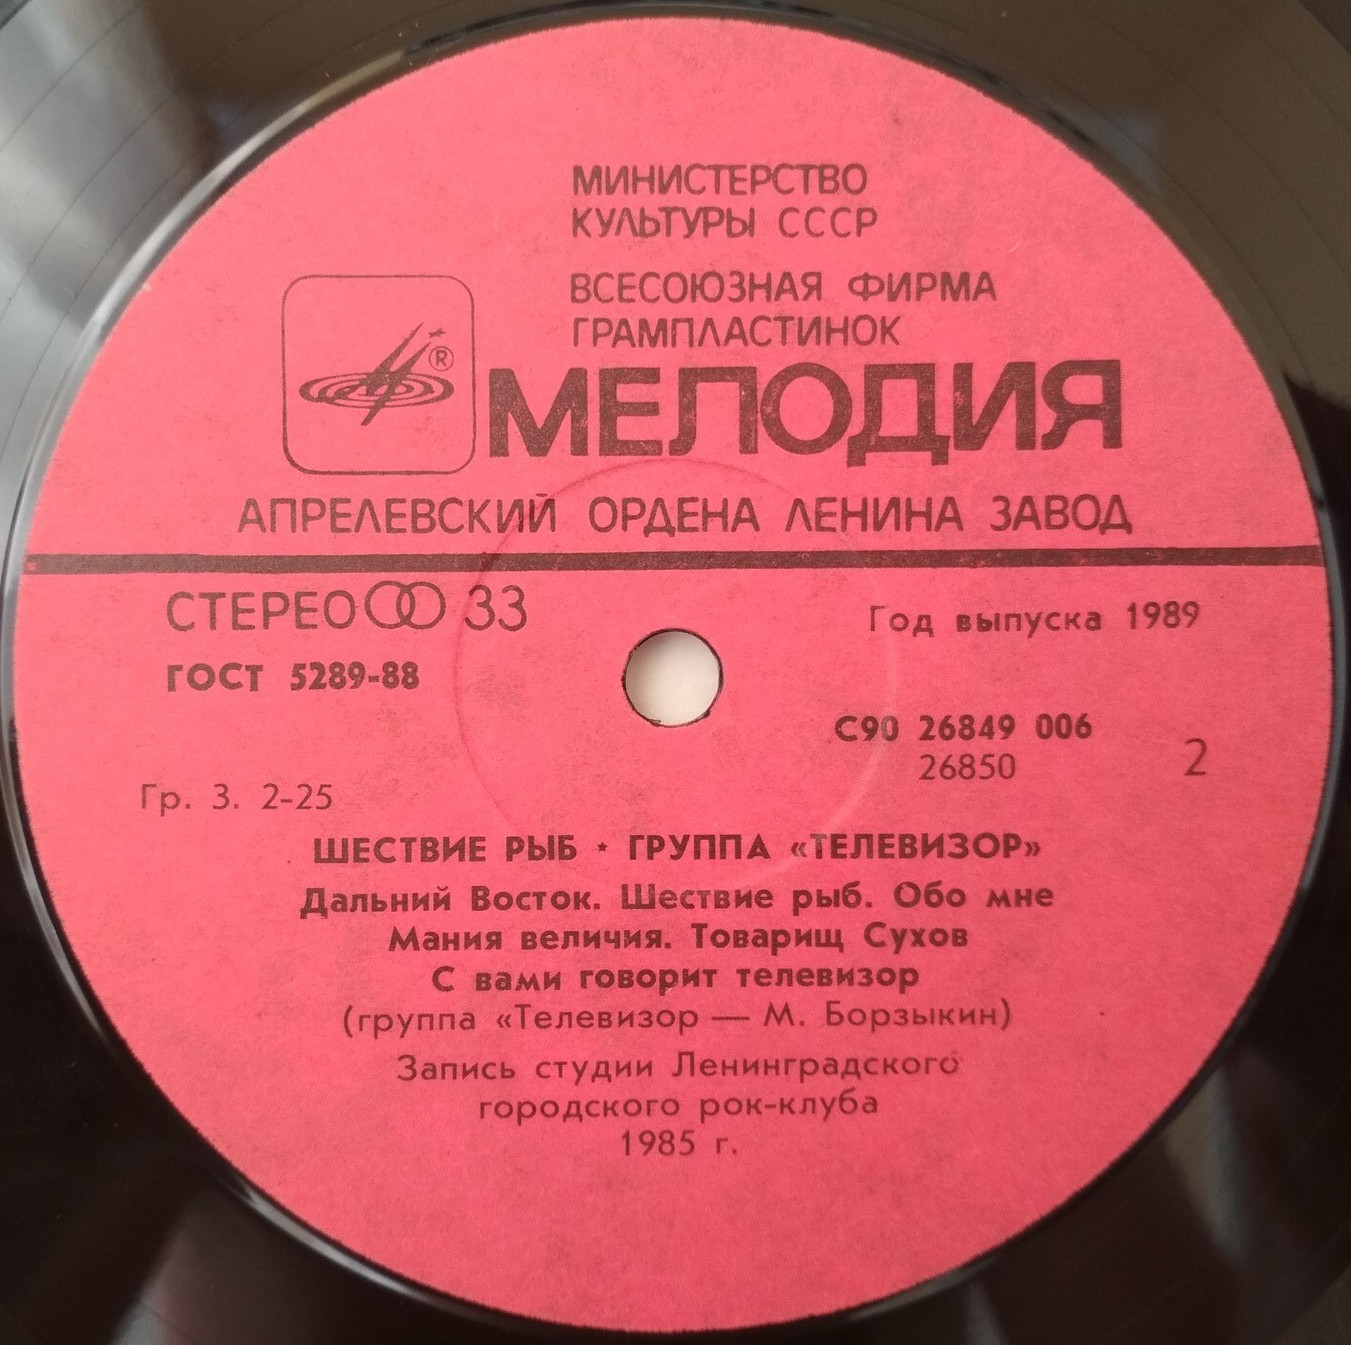 МИНИСТЕРСТВО
КУЛЬТУРЫ СССР
ВСЕСОЮЗНАЯ ФИРМА
ГРАМПЛАСТИНОК
®
МЕЛОДИЯ
АПРЕЛЕВСКИЙ ОРДЕНА ЛЕНИНА ЗАВОД
СТЕРЕО 33
Год выпуска 1989
ГОСТ 5289-88
С90 26849 006
26850
2
Гр. 3. 2-25
ШЕСТВИЕ РЫБ * ГРУППА «ТЕЛЕВИЗОР»
Дальний Восток. Шествие рыб. Обо мне
Мания величия. Товарищ Сухов
С вами говорит телевизор
(группа «Телевизор — М. Борзыкин)
Запись студии Ленинградского
городского рок-клуба
1985 г.